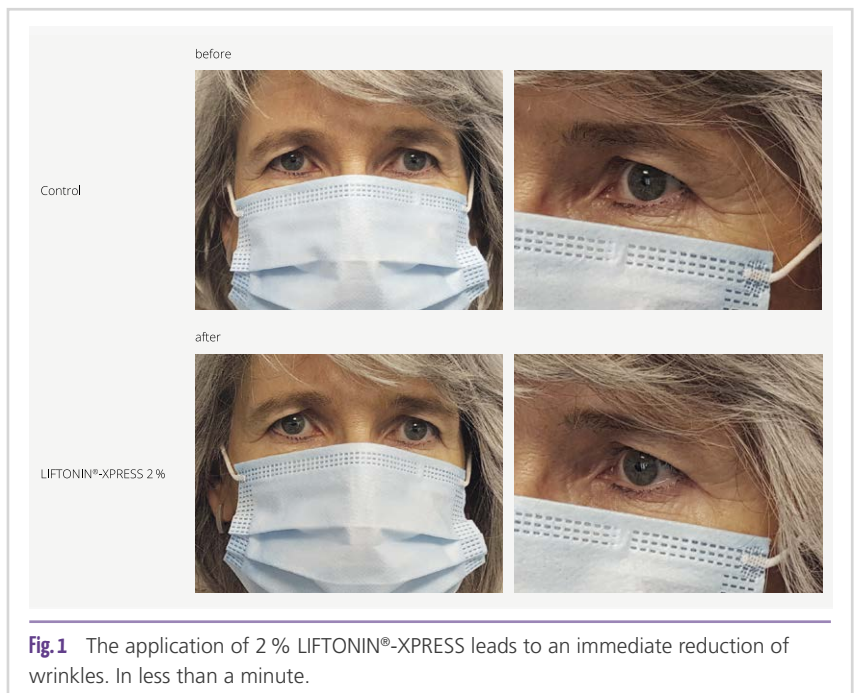 before
Control
after
LIFTONIN®-XPRESS 2 %
Fig. 1 The application of 2 % LIFTONIN®-XPRESS leads to an immediate reduction of
wrinkles. In less than a minute.